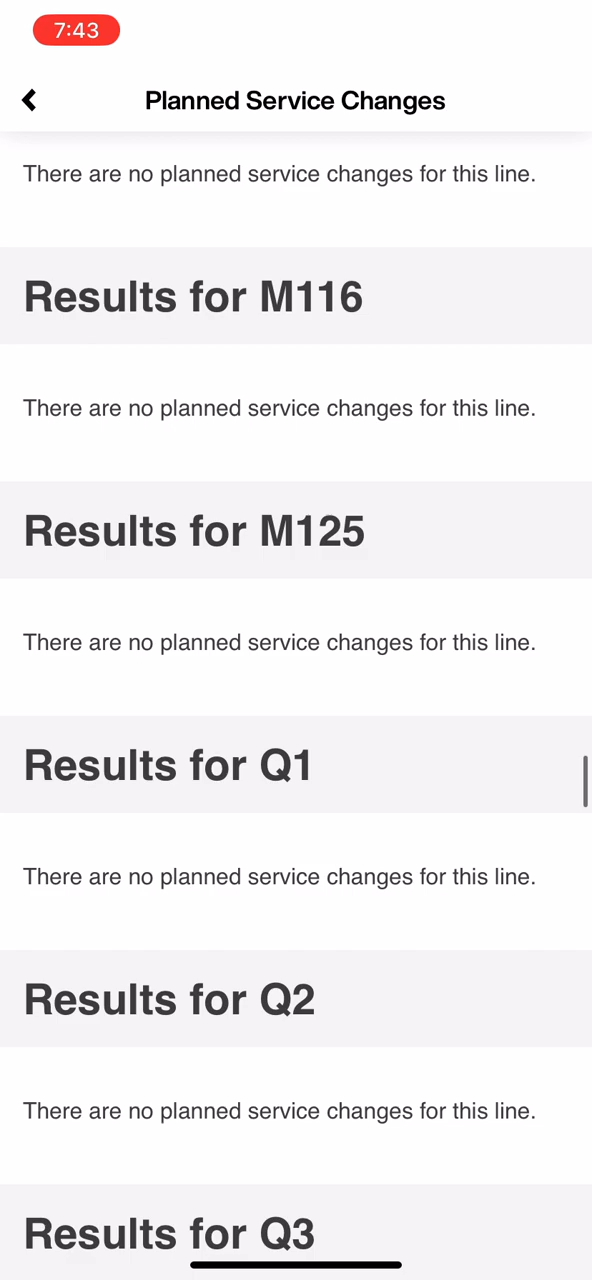 7:43
Planned Service Changes
There are no planned service changes for this line.
Results for M116
There are no planned service changes for this line.
Results for M125
There are no planned service changes for this line.
Results for Q1
There are no planned service changes for this line.
Results for Q2
There are no planned service changes for this line.
Results for Q3